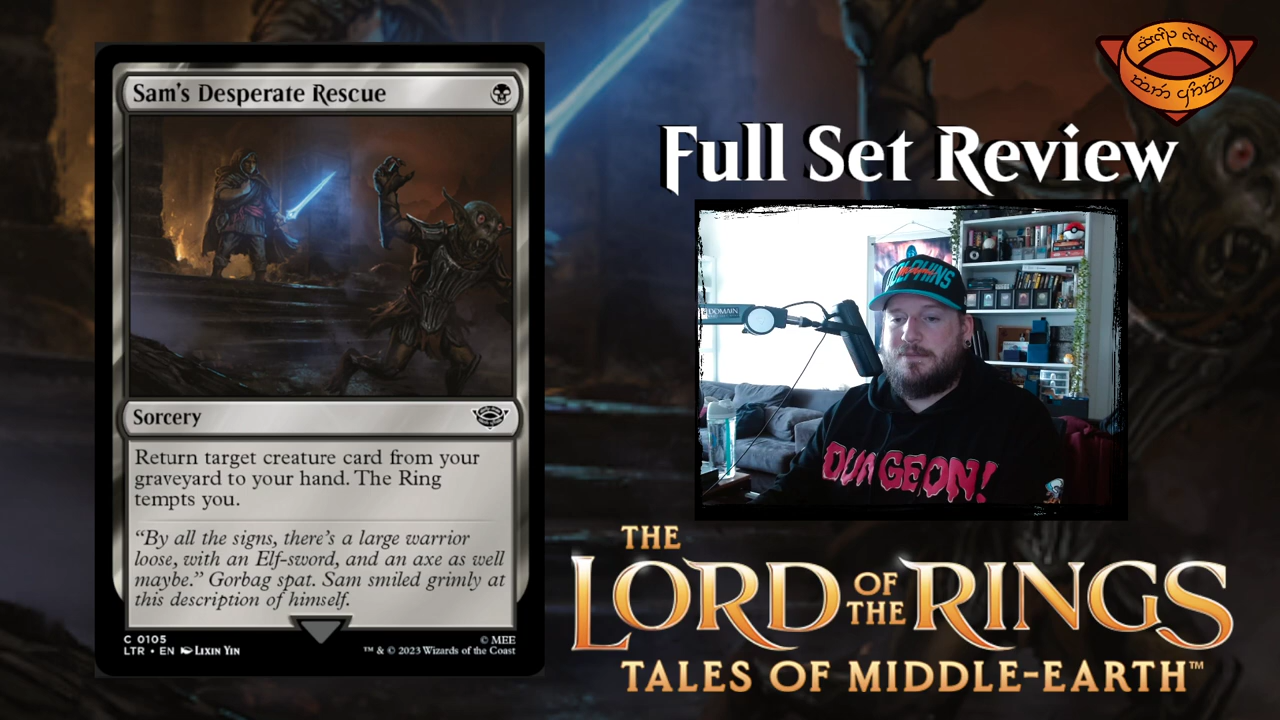 Sam's Desperate Rescue
Sorcery
Return target creature card from your
graveyard to your hand. The Ring
tempts you.
“By all the signs, there’s a large warrior
loose, with an Elf-sword, and an axe as well
maybe.” Gorbag spat. Sam smiled grimly at
this description of himself.
C 0105
LTR • EN Lixin Yin
© MEE
™ & © 2023 Wizards of the Coast
Full Set Review
DOLPHINS
DOMAIN
DUNGEON!
THE
LORD OF THE RINGS
TALES OF MIDDLE-EARTH™